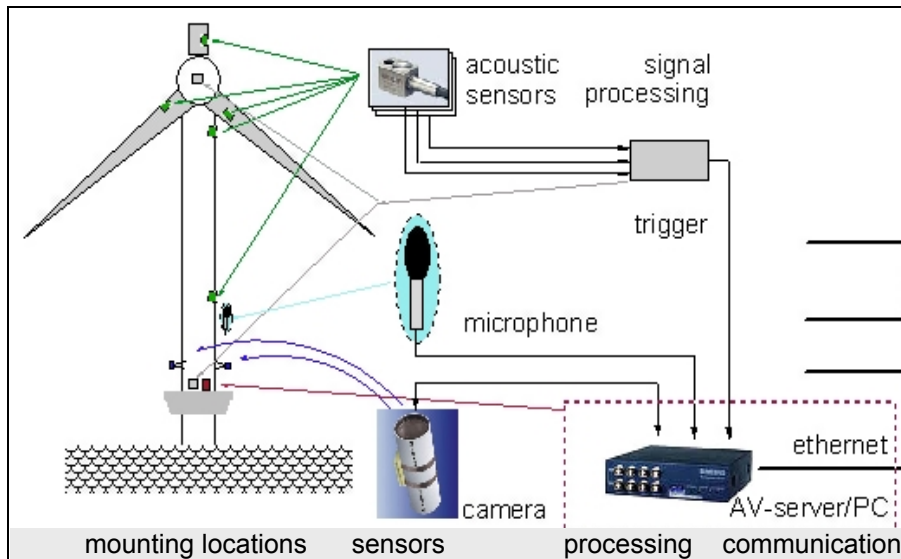 acoustic
sensors
signal
processing
trigger
microphone
camera
ethernet
AV-server/PC
mounting locations sensors processing communication